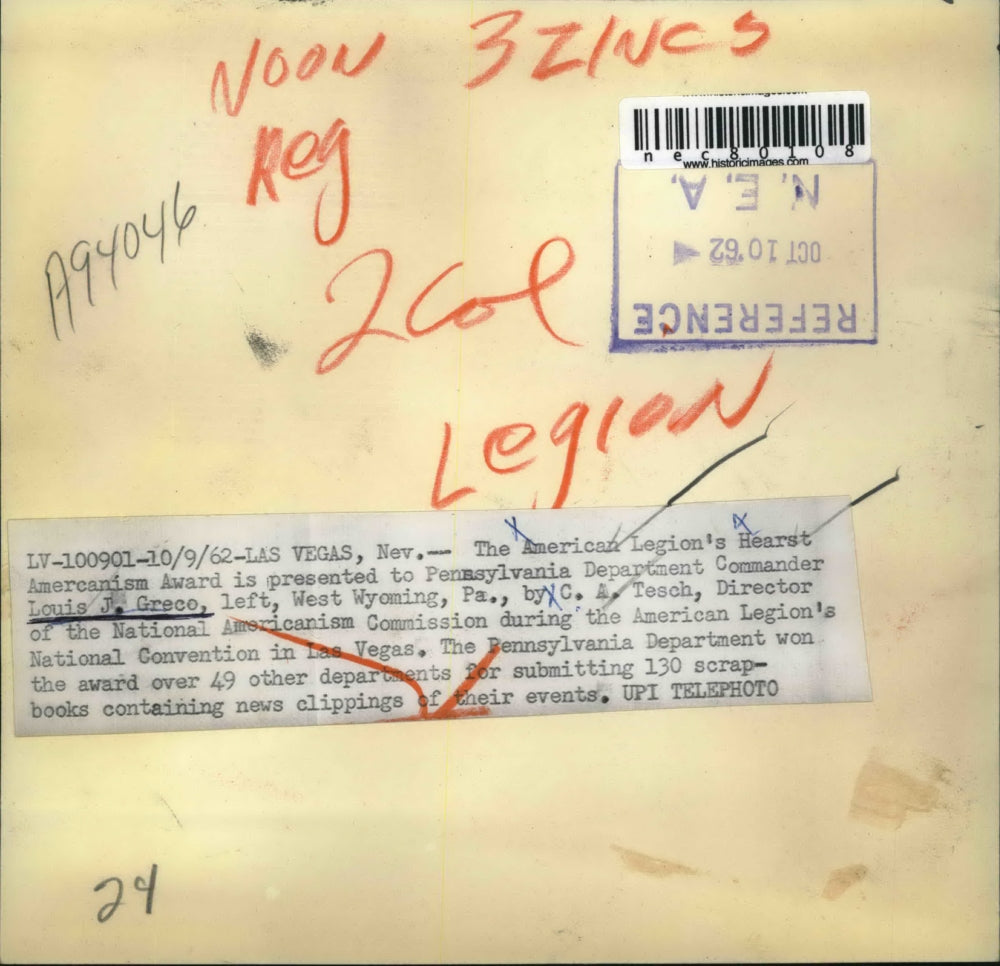 NOON 3 ZINCS
Reg
nec80108
www.historicimages.com
N.E.A.
OCT 10 '62
REFERENCE
A94046
2 Col
Legion
LV-100901-10/9/62-LAS VEGAS, Nev.-- The American Legion's Hearst
Amercanism Award is presented to Pennsylvania Department Commander
Louis J. Greco, left, West Wyoming, Pa., by C. A. Tesch, Director
of the National Americanism Commission during the American Legion's
National Convention in Las Vegas. The Pennsylvania Department won
the award over 49 other departments for submitting 130 scrap-
books containing news clippings of their events. UPI TELEPHOTO
24